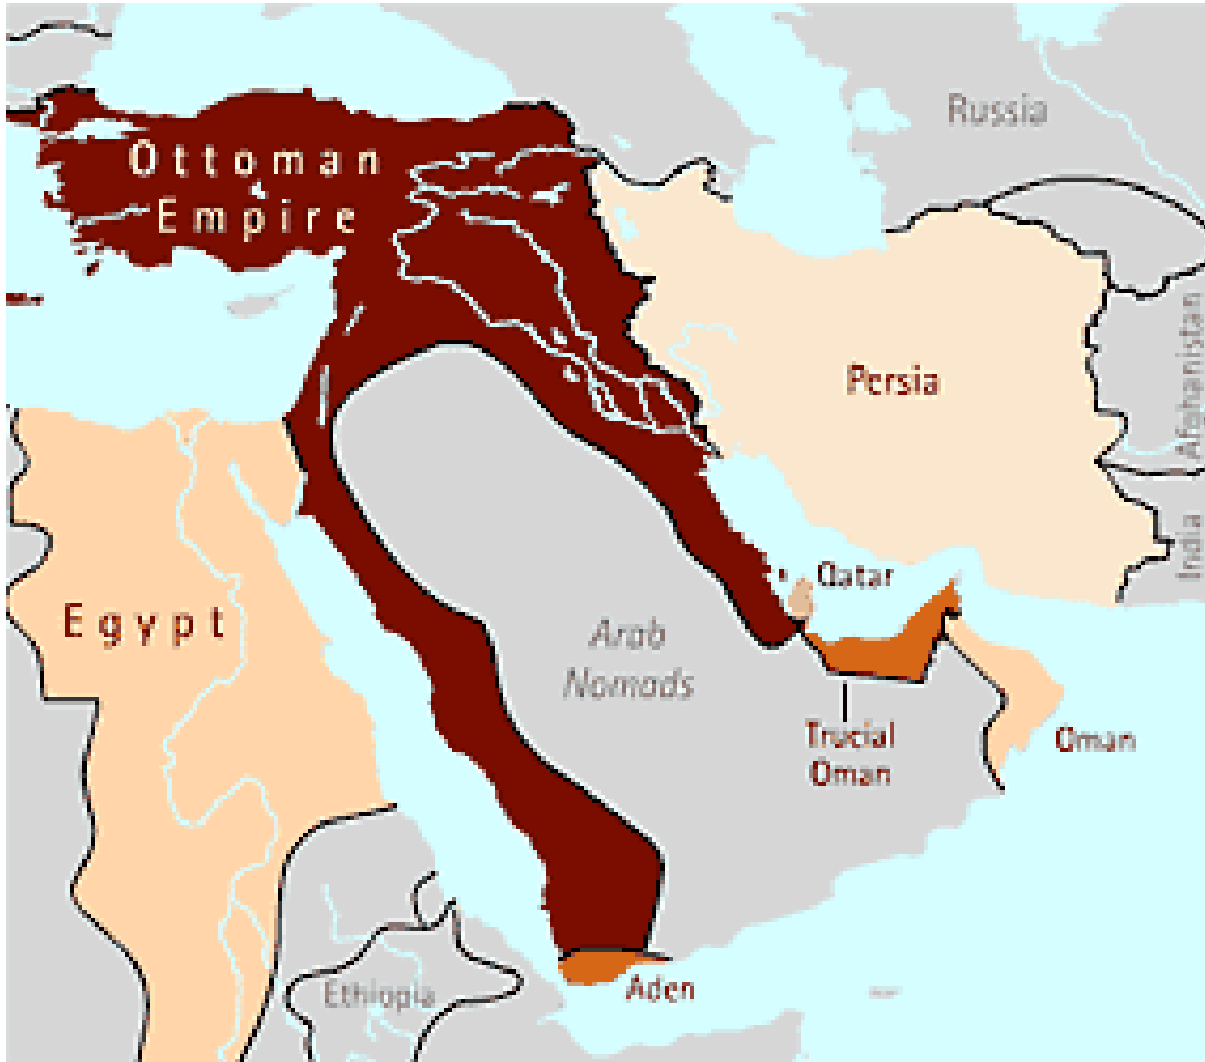 Russia
Ottoman
Empire
Persia
Afghanistan
India
Qatar
Egypt
Arab
Nomads
Trucial
Oman
Oman
Aden
Ethiopia